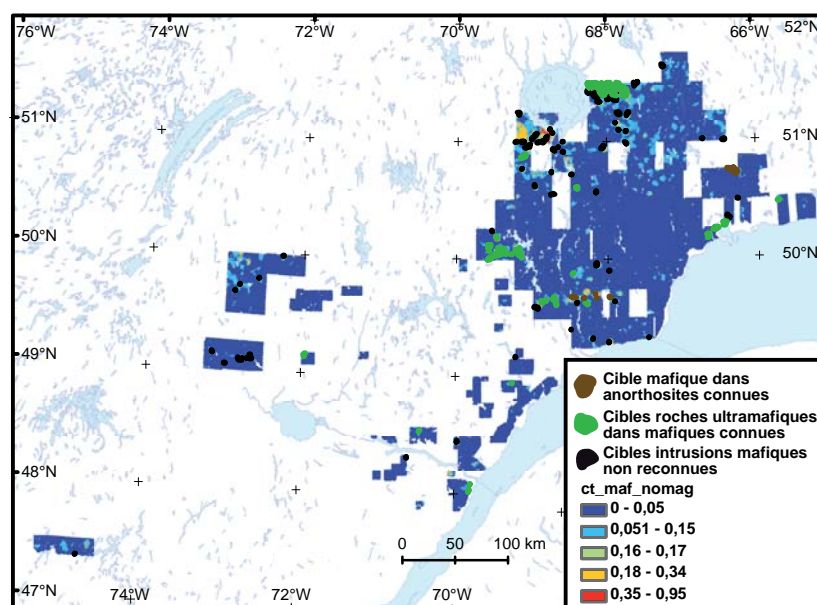 76°W 74°W 72°W 70°W 68°W 66°W 52°N
51°N 51°N
50°N 50°N
49°N
48°N
47°N
74°W 72°W 70°W
0 50 100 km
Cible mafique dans
anorthosites connues
Cibles roches ultramafiques
dans mafiques connues
Cibles intrusions mafiques
non reconnues
ct_maf_nomag
0 - 0,05
0,051 - 0,15
0,16 - 0,17
0,18 - 0,34
0,35 - 0,95